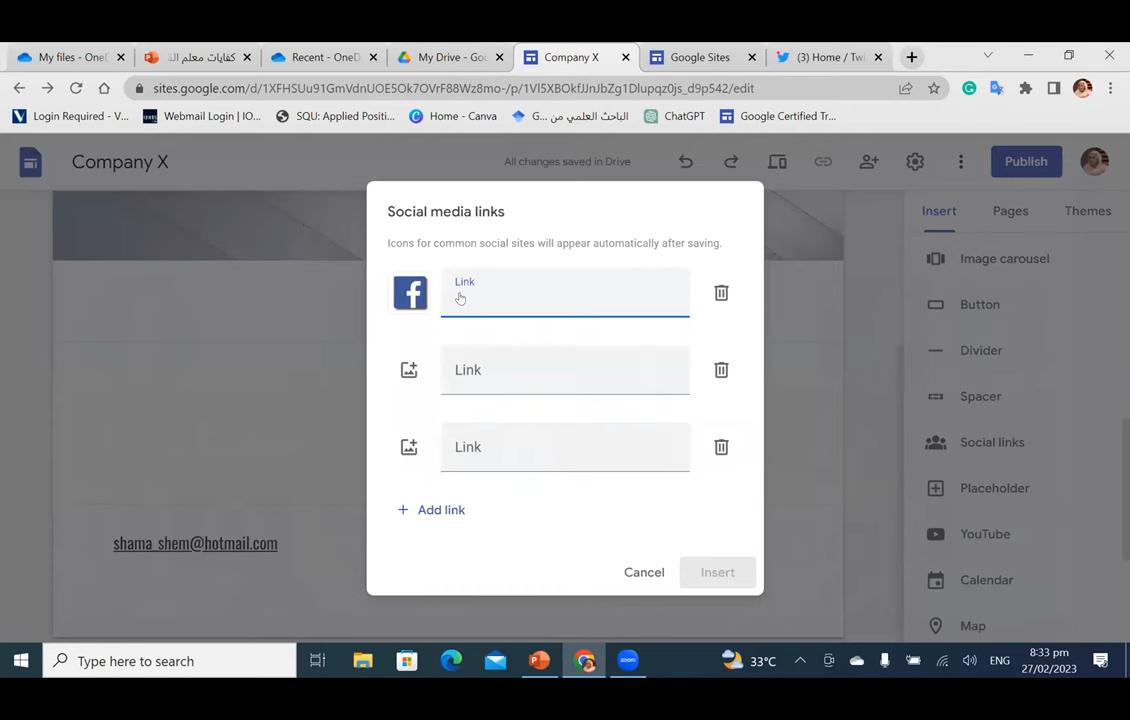 My files - OneD
كفايات معلم الق
Recent - OneD
My Drive - Goo
Company X
Google Sites
(3) Home / Twi
sites.google.com/d/1XFHSUu91GmVdnUOE5Ok7OVrF88Wz8mo-/p/1Vl5XBOkfJJnJbZg1Dlupqz0js_d9p542/edit
Login Required - V...
Webmail Login | IO...
SQU: Applied Positi...
Home - Canva
الباحث العلمي من G...
ChatGPT
Google Certified Tr...
Company X
All changes saved in Drive
Publish
Insert
Pages
Themes
Social media links
Icons for common social sites will appear automatically after saving.
Link
Link
Link
+ Add link
Cancel
Insert
shama_shem@hotmail.com
Image carousel
Button
Divider
Spacer
Social links
Placeholder
YouTube
Calendar
Map
Type here to search
zoom
33°C
ENG
8:33 pm
27/02/2023